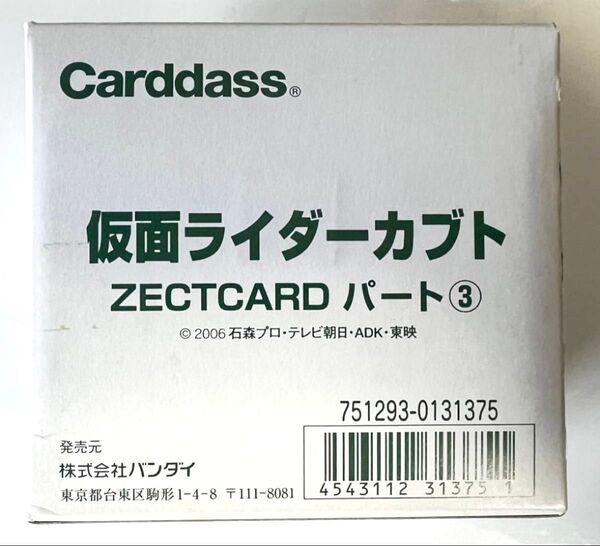 Carddass®
仮面ライダーカブト
ZECTCARD パート③
© 2006 石森プロ・テレビ朝日・ADK・東映
751293-0131375
発売元
株式会社バンダイ
東京都台東区駒形1-4-8 〒111-8081
4543112 31375 1